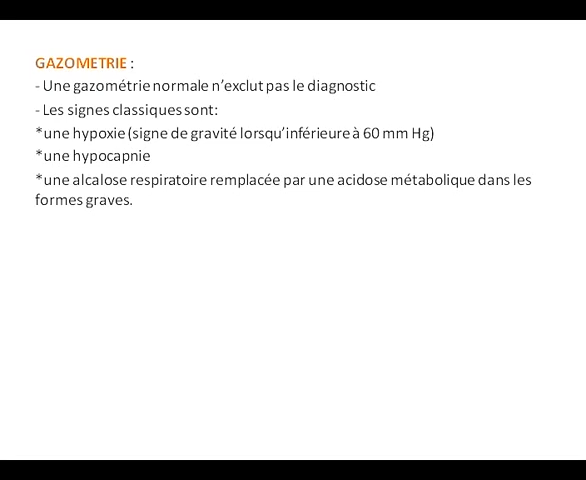 GAZOMETRIE :
- Une gazométrie normale n’exclut pas le diagnostic
- Les signes classiques sont:
*une hypoxie (signe de gravité lorsqu’inférieure à 60 mm Hg)
*une hypocapnie
*une alcalose respiratoire remplacée par une acidose métabolique dans les
formes graves.